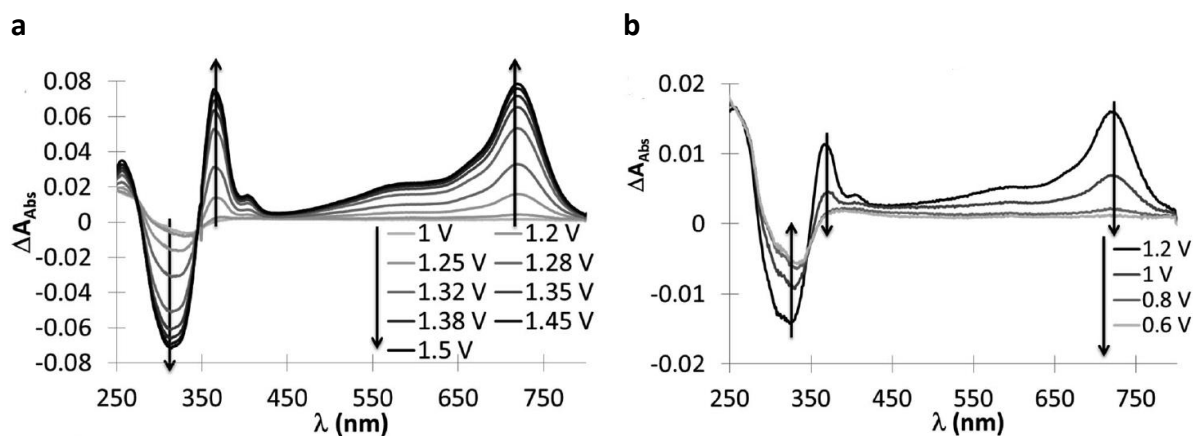 a
ΔA_Abs
0.08
0.06
0.04
0.02
0
-0.02
-0.04
-0.06
-0.08
250 350 450 550 650 750
λ (nm)
1 V 1.2 V
1.25 V 1.28 V
1.32 V 1.35 V
1.38 V 1.45 V
1.5 V
b
ΔA_Abs
0.02
0.01
0
-0.01
-0.02
250 350 450 550 650 750
λ (nm)
1.2 V
1 V
0.8 V
0.6 V